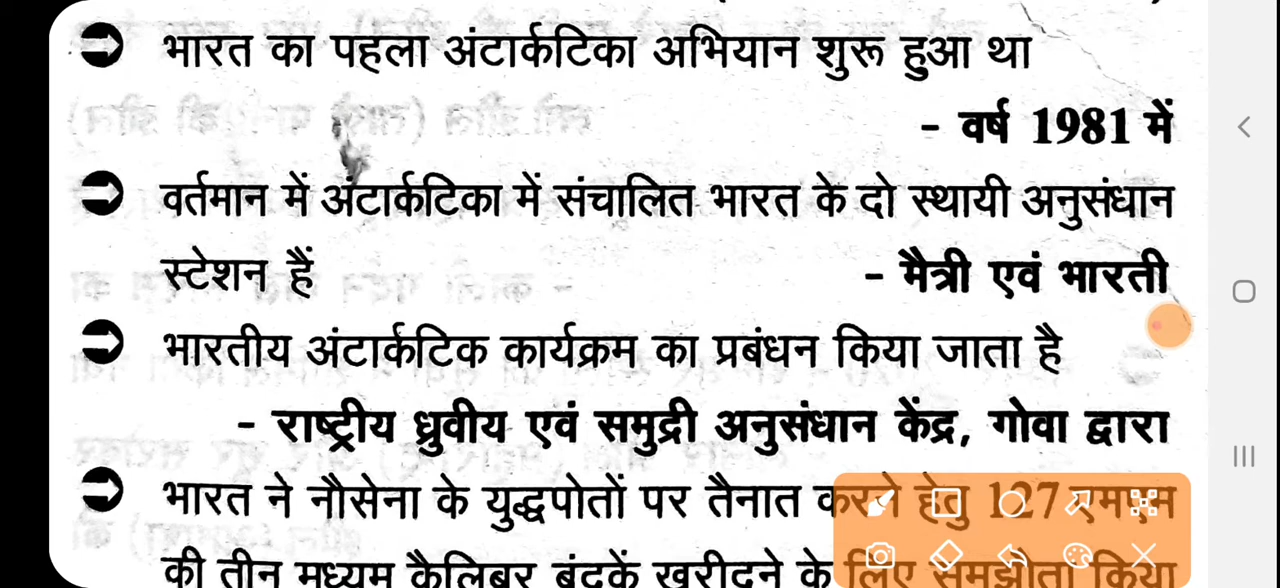 भारत का पहला अंटार्कटिका अभियान शुरू हुआ था
- वर्ष 1981 में
वर्तमान में अंटार्कटिका में संचालित भारत के दो स्थायी अनुसंधान
स्टेशन हैं - मैत्री एवं भारती
भारतीय अंटार्कटिक कार्यक्रम का प्रबंधन किया जाता है
- राष्ट्रीय ध्रुवीय एवं समुद्री अनुसंधान केंद्र, गोवा द्वारा
भारत ने नौसेना के युद्धपोतों पर तैनात करने हेतु 127 एमएम
की तीन मध्यम कैलिबर बंदूकें खरीदने के लिए समझौता किया